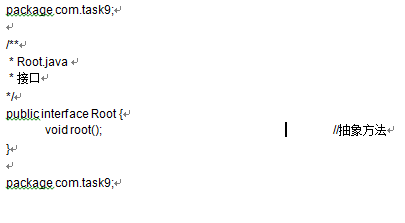 package com.task9;
/**
* Root.java
* 接口
*/
public interface Root {
void root(); //抽象方法
}
package com.task9;